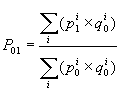 P₀₁ = ∑ᵢ(p₁ⁱ×q₀ⁱ) / ∑ᵢ(p₀ⁱ×q₀ⁱ)